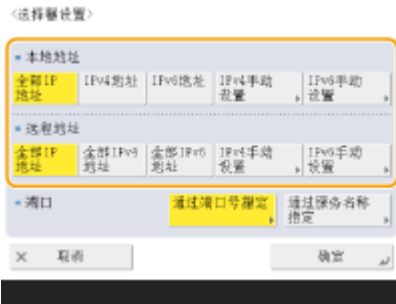 <选择器设置>
本地地址
全部IP
地址
IPv4地址
IPv6地址
IPv4手动
设置
IPv6手动
设置
远程地址
全部IP
地址
全部IPv4
地址
全部IPv6
地址
IPv4手动
设置
IPv6手动
设置
端口
通过端口号指定
通过服务名称
指定
× 取消
确定